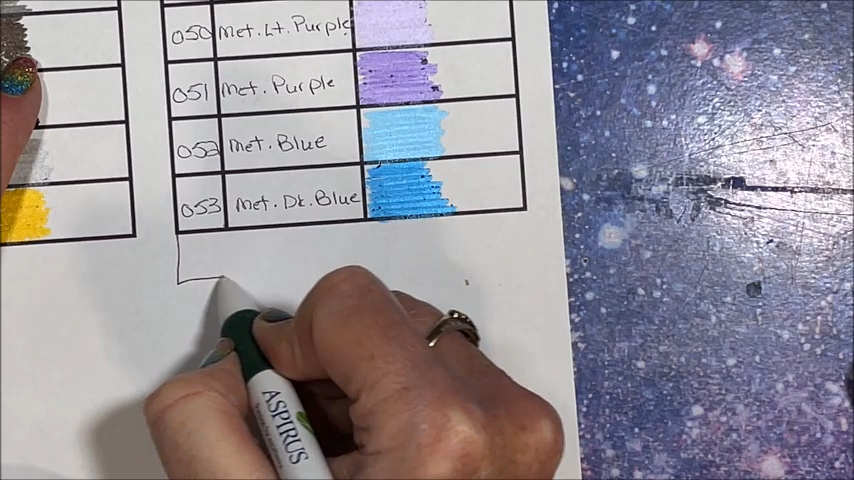 050 Met. Lt. Purple
051 Met. Purple
052 Met. Blue
053 Met. Dk. Blue
ASPIRUS